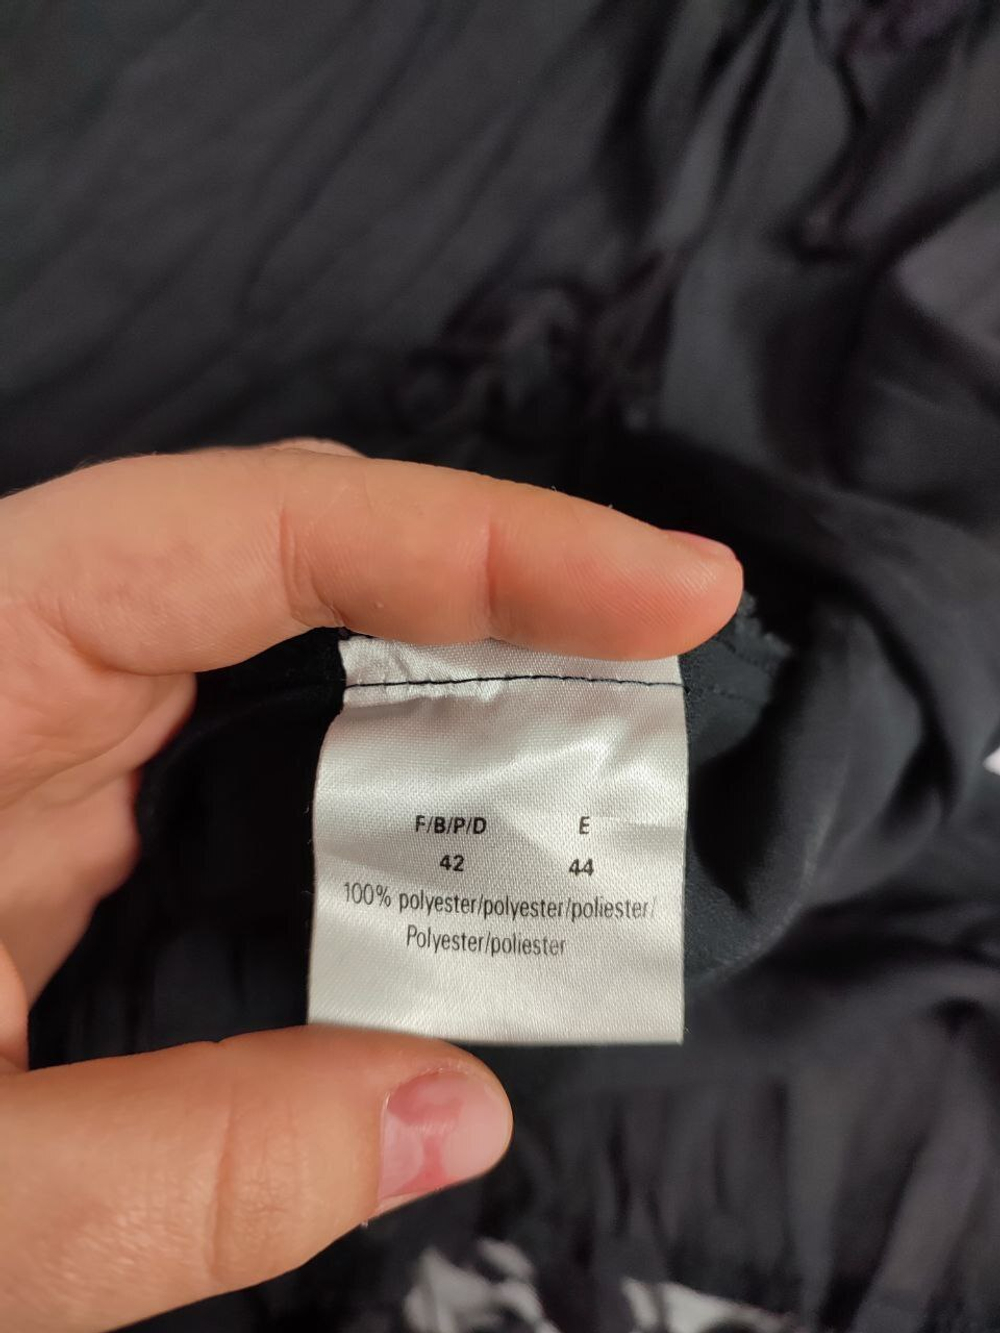 F/B/P/D E
42 44
100% polyester/polyester/poliester/
Polyester/poliester